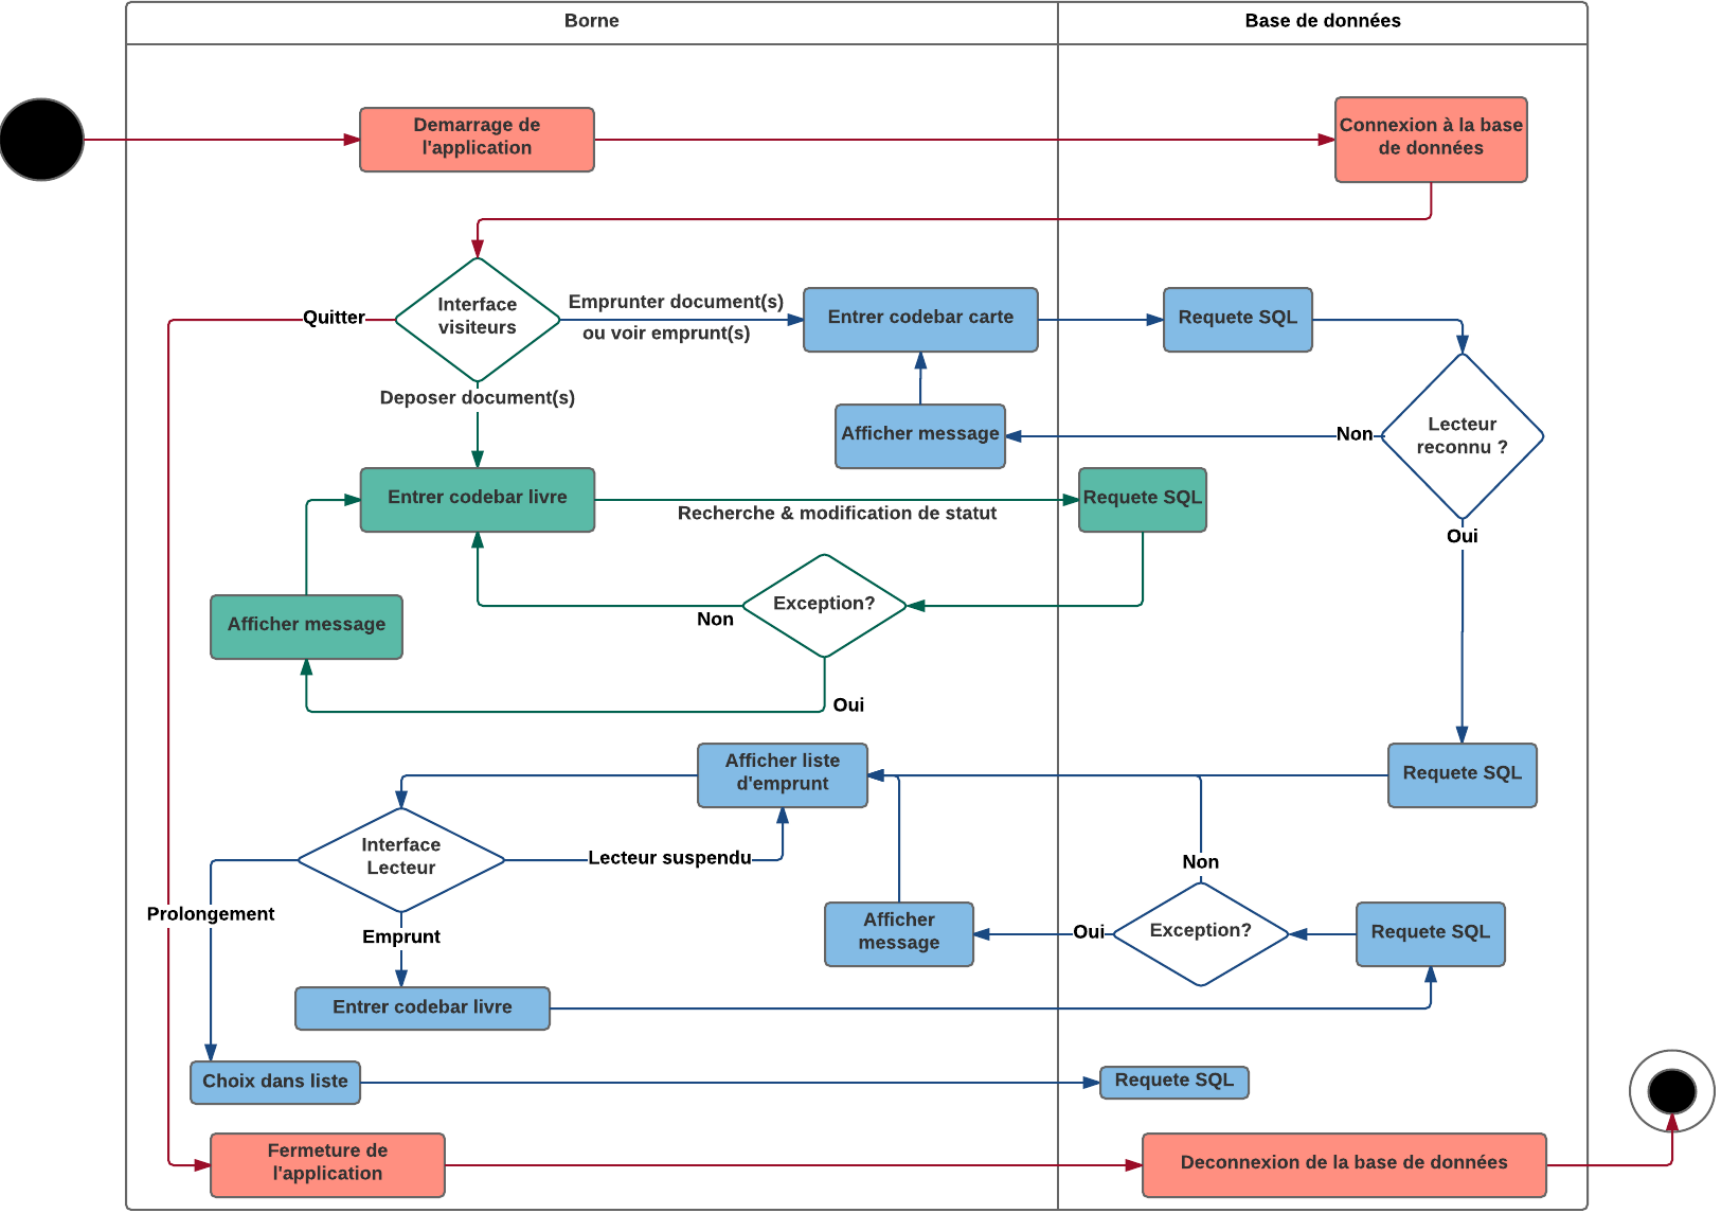 Borne
Base de données
Demarrage de
l'application
Connexion à la base
de données
Quitter
Interface
visiteurs
Emprunter document(s)
ou voir emprunt(s)
Entrer codebar carte
Requete SQL
Deposer document(s)
Afficher message
Non
Lecteur
reconnu ?
Entrer codebar livre
Recherche & modification de statut
Requete SQL
Oui
Afficher message
Non
Exception?
Oui
Afficher liste
d'emprunt
Requete SQL
Interface
Lecteur
Lecteur suspendu
Non
Prolongement
Emprunt
Afficher
message
Oui
Exception?
Requete SQL
Entrer codebar livre
Choix dans liste
Requete SQL
Fermeture de
l'application
Deconnexion de la base de données